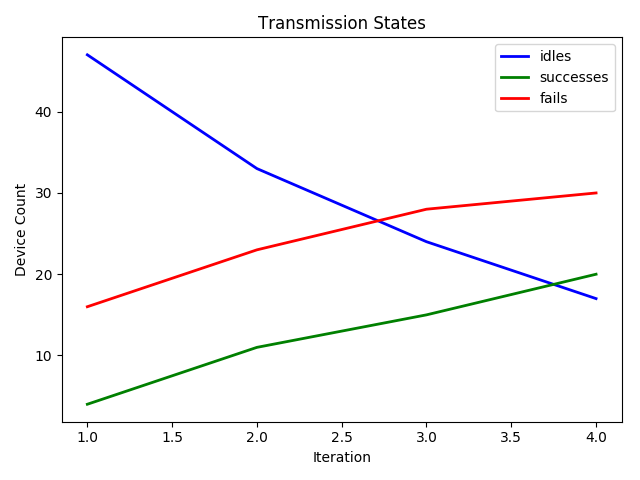 Transmission States
idles
successes
fails
Device Count
40
30
20
10
1.0 1.5 2.0 2.5 3.0 3.5 4.0
Iteration